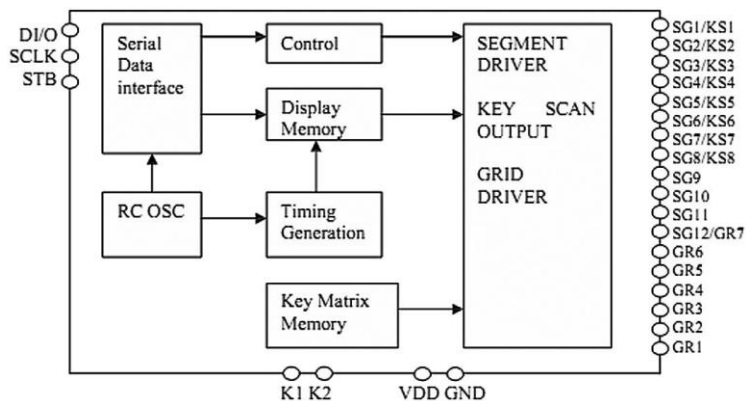 DI/O
SCLK
STB
Serial
Data
interface
Control
Display
Memory
RC OSC
Timing
Generation
Key Matrix
Memory
SEGMENT
DRIVER
KEY SCAN
OUTPUT
GRID
DRIVER
SG1/KS1
SG2/KS2
SG3/KS3
SG4/KS4
SG5/KS5
SG6/KS6
SG7/KS7
SG8/KS8
SG9
SG10
SG11
SG12/GR7
GR6
GR5
GR4
GR3
GR2
GR1
K1 K2
VDD GND